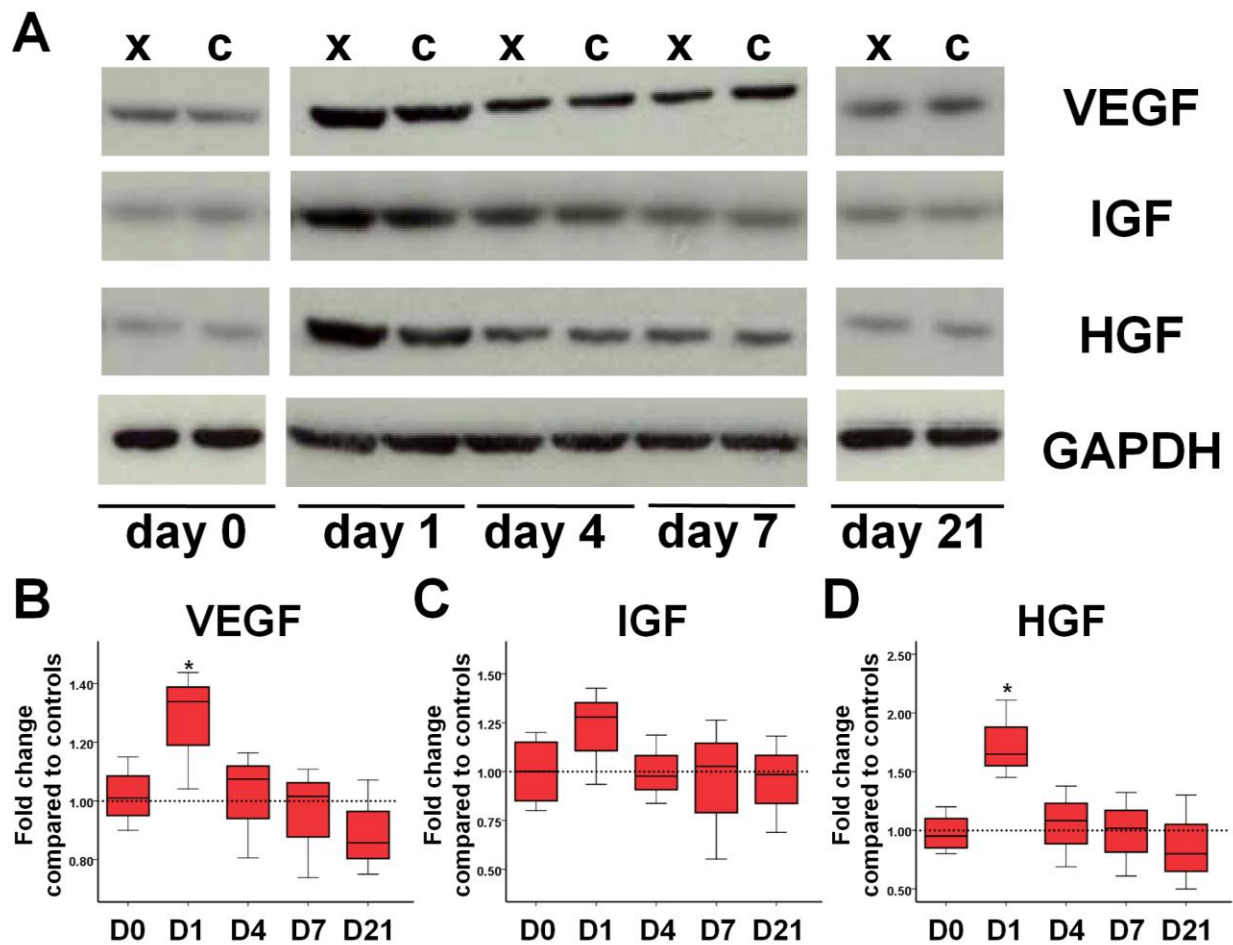 A
x c x c x c x c x c
VEGF
IGF
HGF
GAPDH
day 0 day 1 day 4 day 7 day 21
B VEGF
Fold change
compared to controls
1.40
1.20
1.00
0.80
*
D0 D1 D4 D7 D21
C IGF
Fold change
compared to controls
1.50
1.25
1.00
0.75
0.50
D0 D1 D4 D7 D21
D HGF
Fold change
compared to controls
2.50
2.00
1.50
1.00
0.50
*
D0 D1 D4 D7 D21